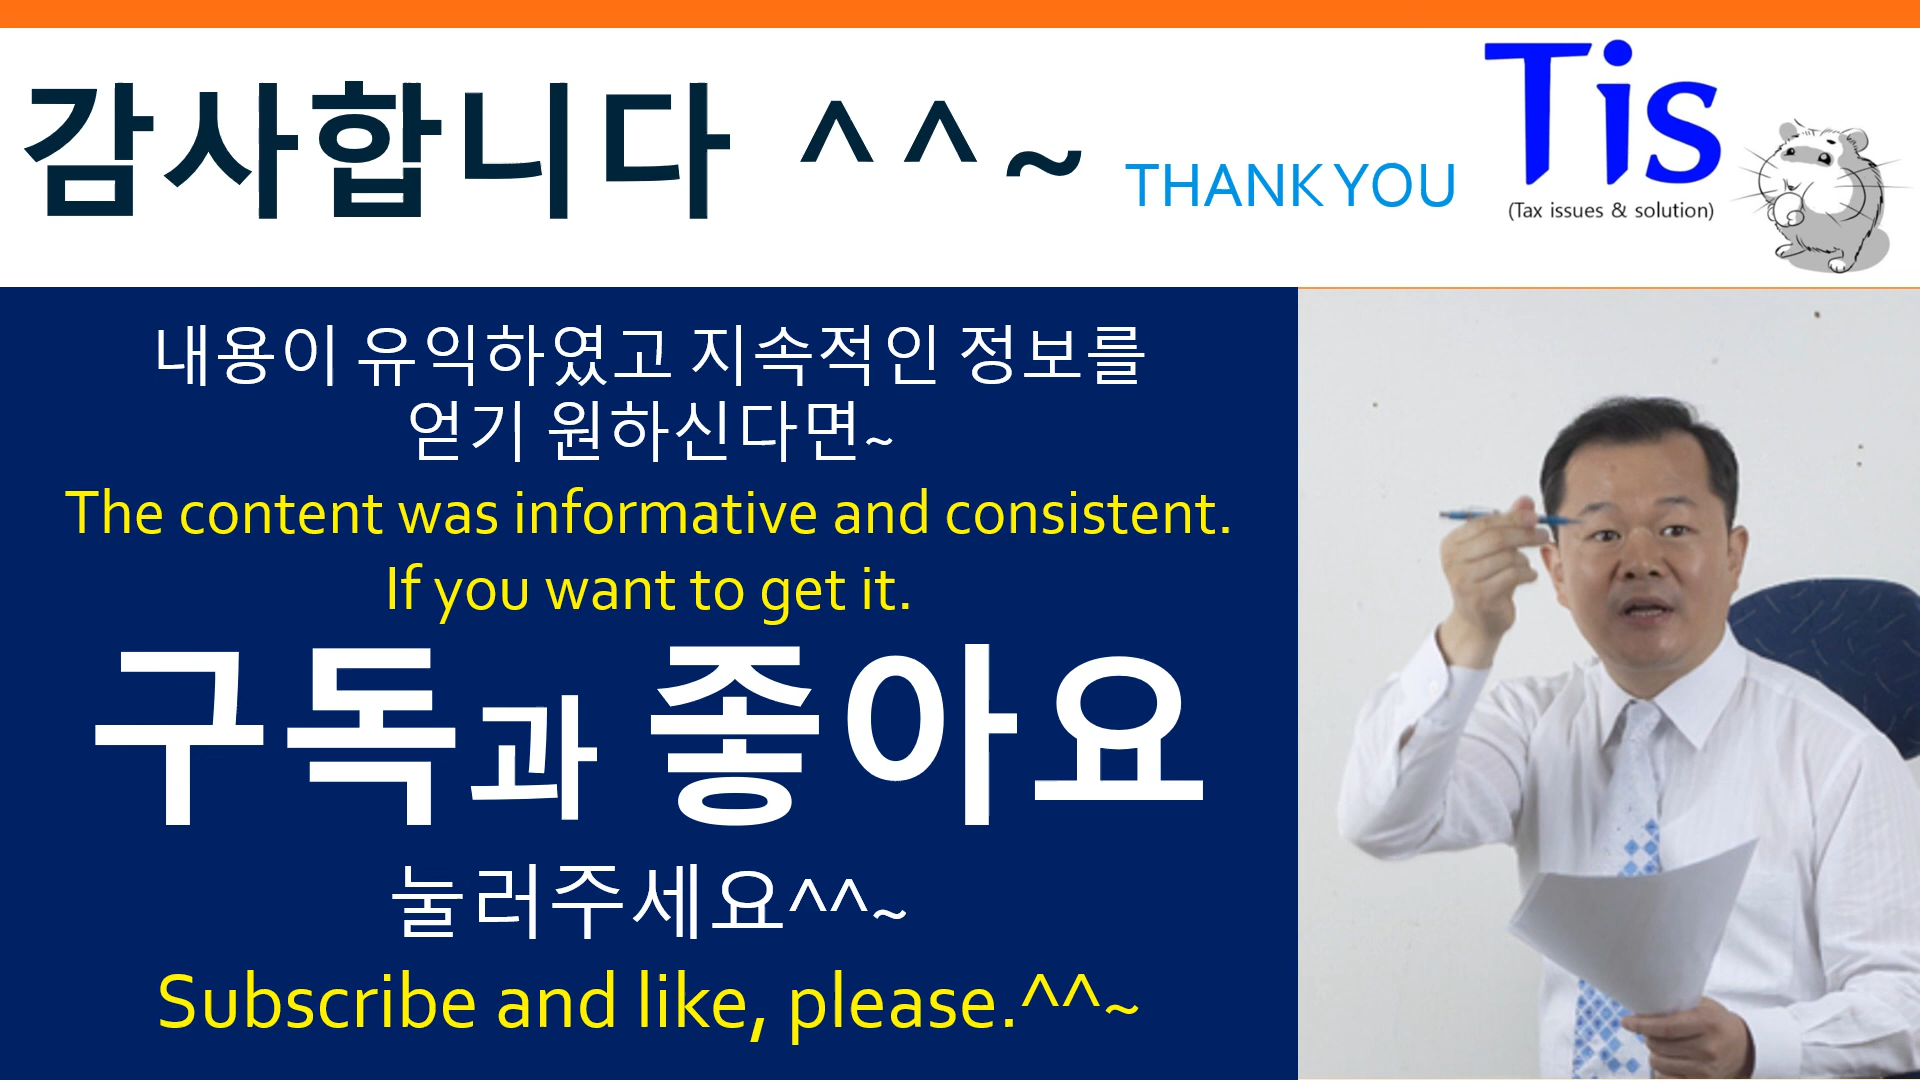 감사합니다 ^^~ THANK YOU
Tis
(Tax issues & solution)
내용이 유익하였고 지속적인 정보를
얻기 원하신다면~
The content was informative and consistent.
If you want to get it.
구독과 좋아요
눌러주세요^^~
Subscribe and like, please.^^~